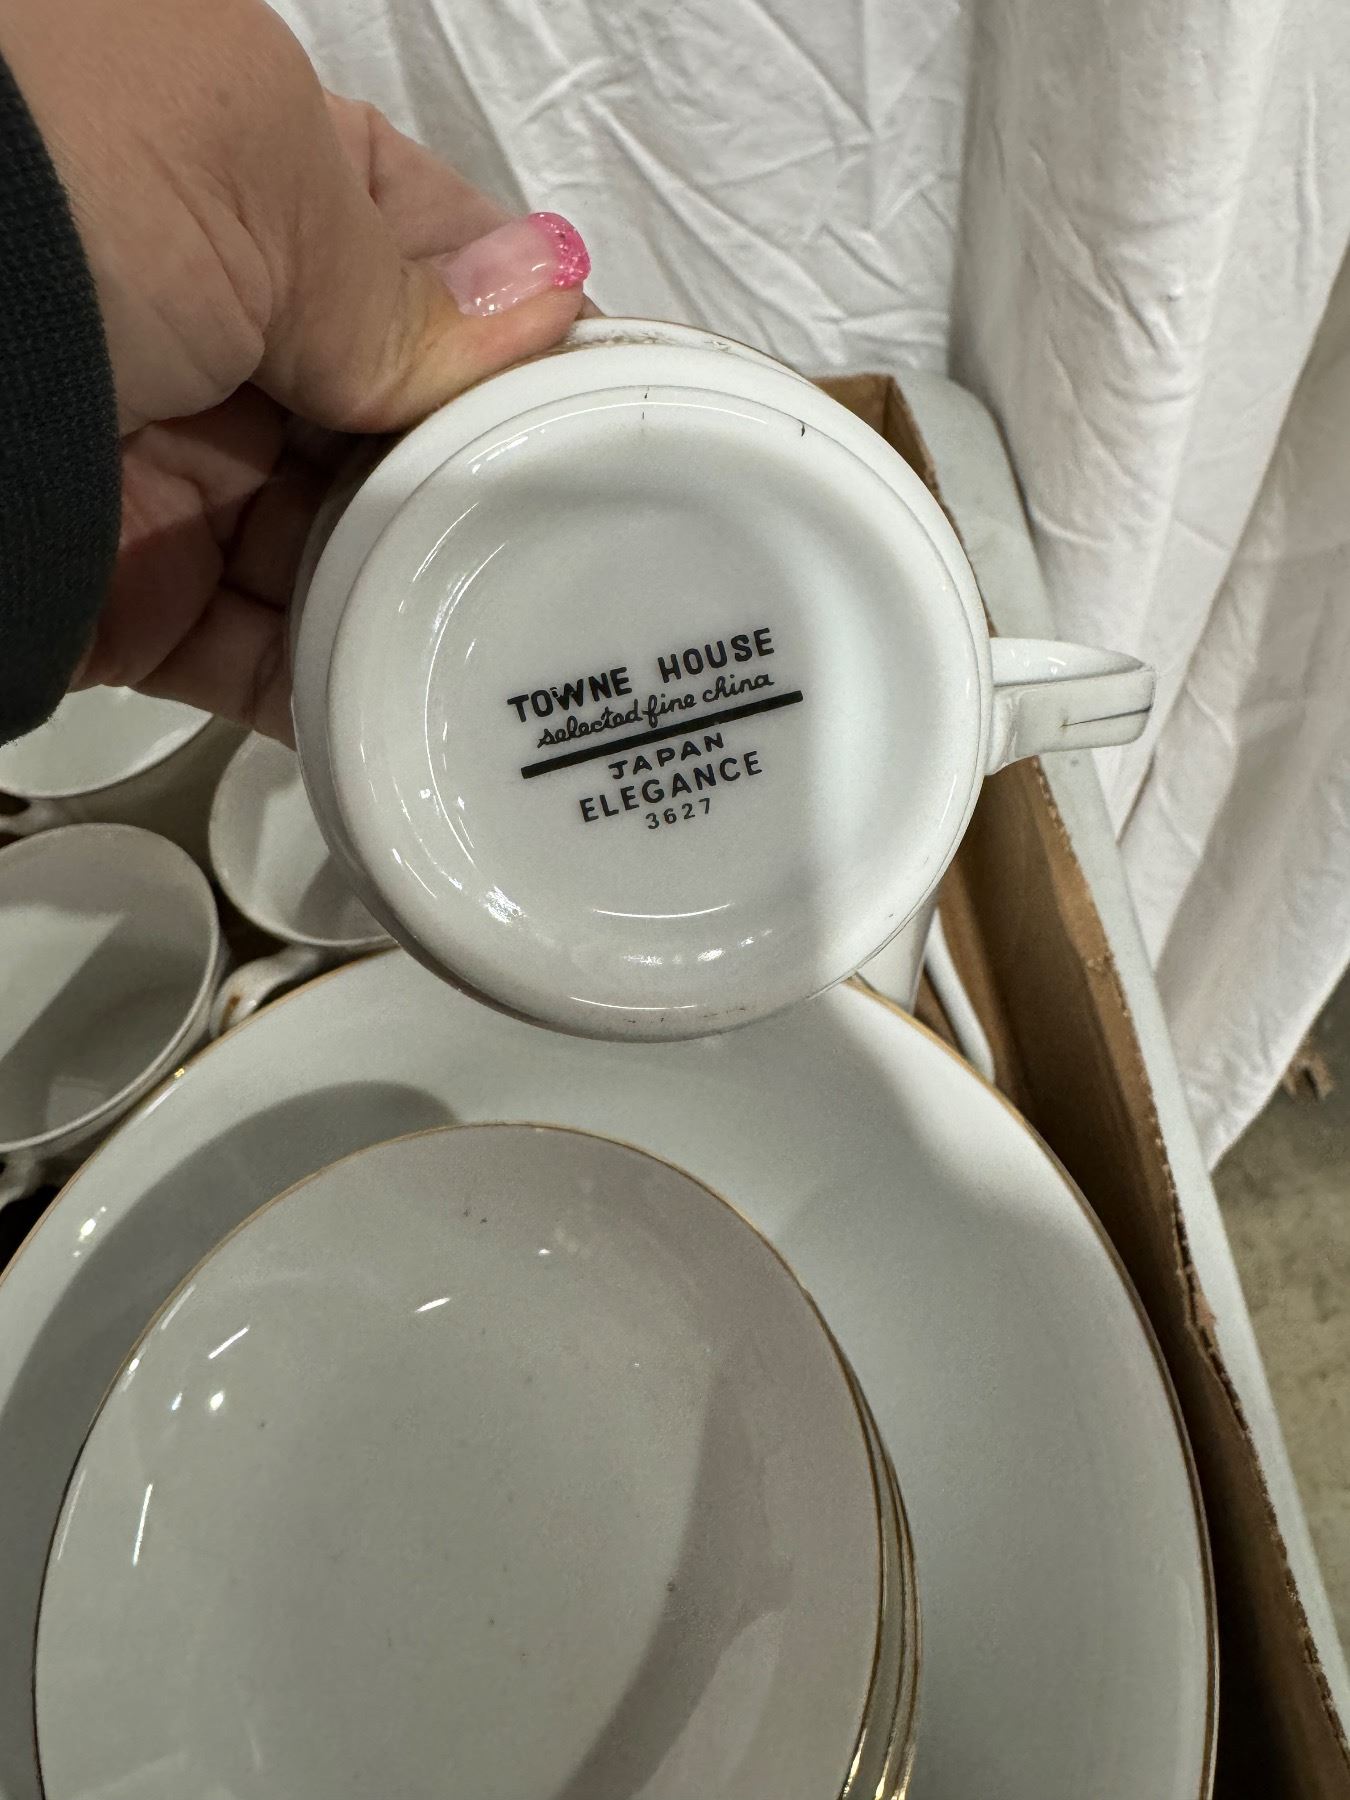 TOWNE HOUSE
selected fine china
JAPAN
ELEGANCE
3627